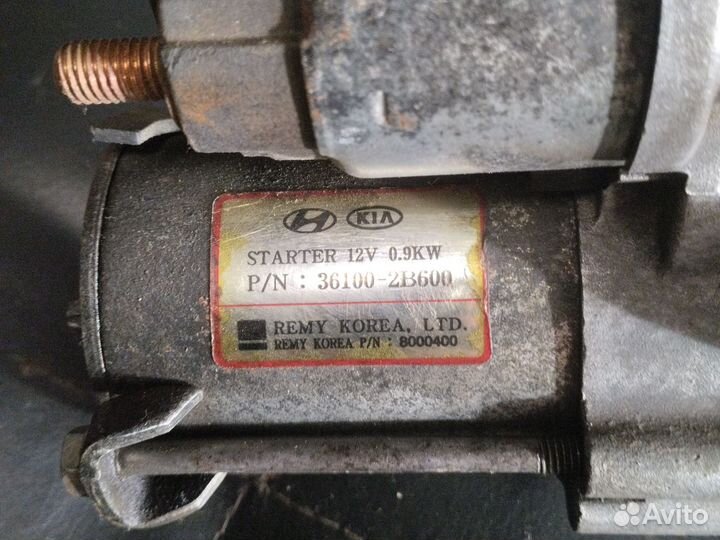 KIA
STARTER 12V 0.9KW
P/N : 36100-2B600
REMY KOREA, LTD.
REMY KOREA P/N : 8000400
Avito